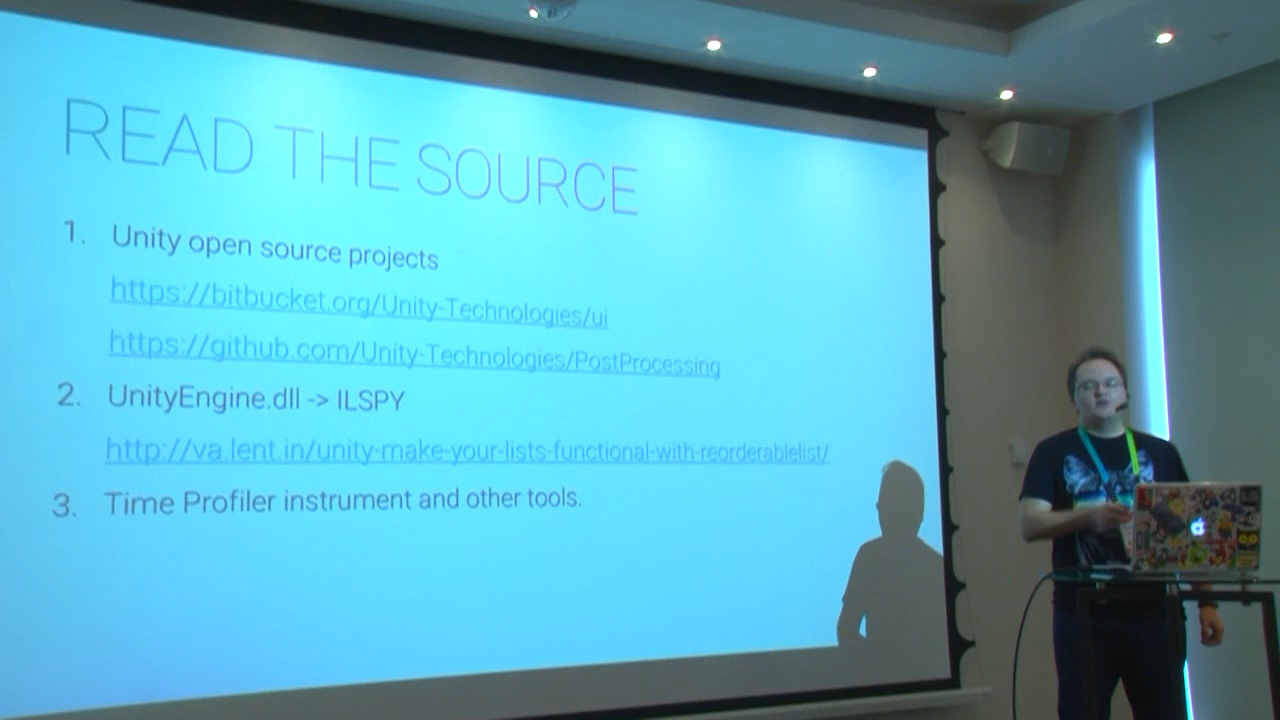 READ THE SOURCE
1. Unity open source projects
https://bitbucket.org/Unity-Technologies/ui
https://github.com/Unity-Technologies/PostProcessing
2. UnityEngine.dll -> ILSPY
http://va.lent.in/unity-make-your-lists-functional-with-reorderablelist/
3. Time Profiler instrument and other tools.